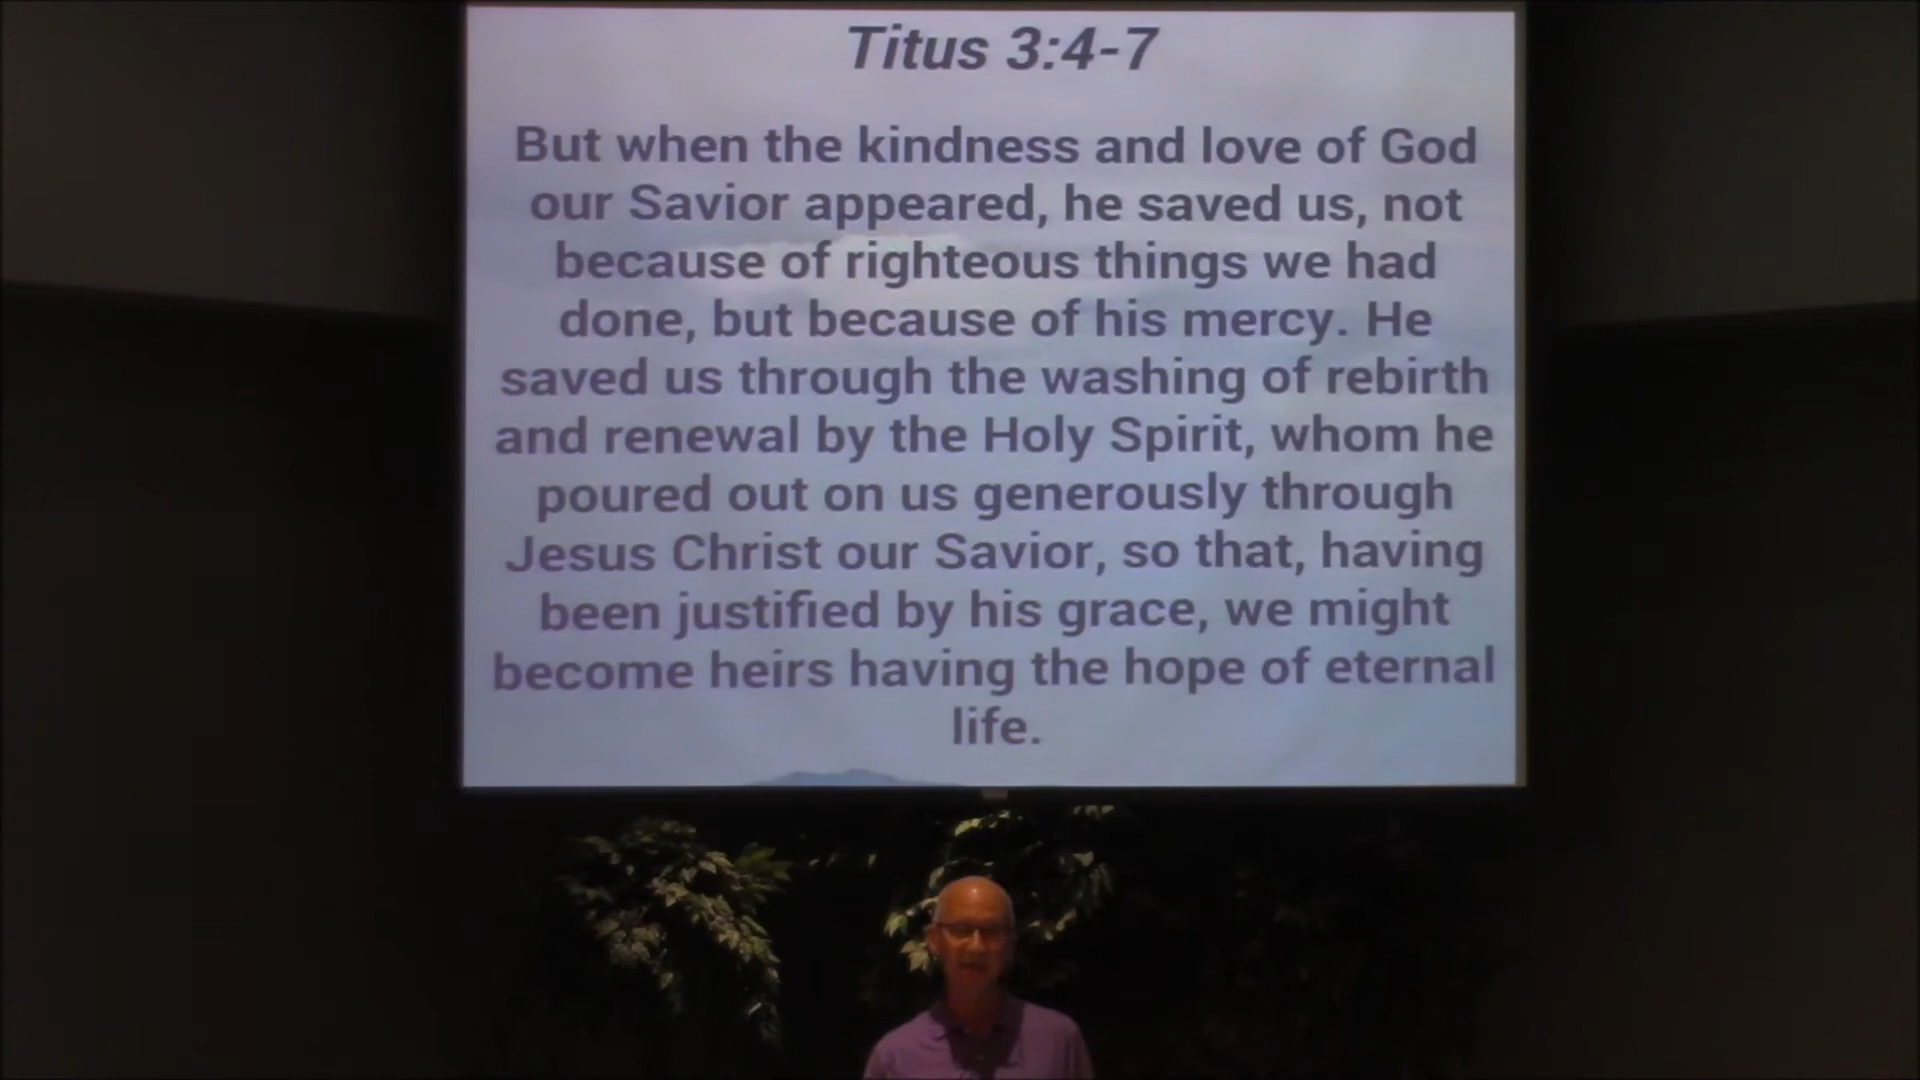 Titus 3:4-7
But when the kindness and love of God
our Savior appeared, he saved us, not
because of righteous things we had
done, but because of his mercy. He
saved us through the washing of rebirth
and renewal by the Holy Spirit, whom he
poured out on us generously through
Jesus Christ our Savior, so that, having
been justified by his grace, we might
become heirs having the hope of eternal
life.